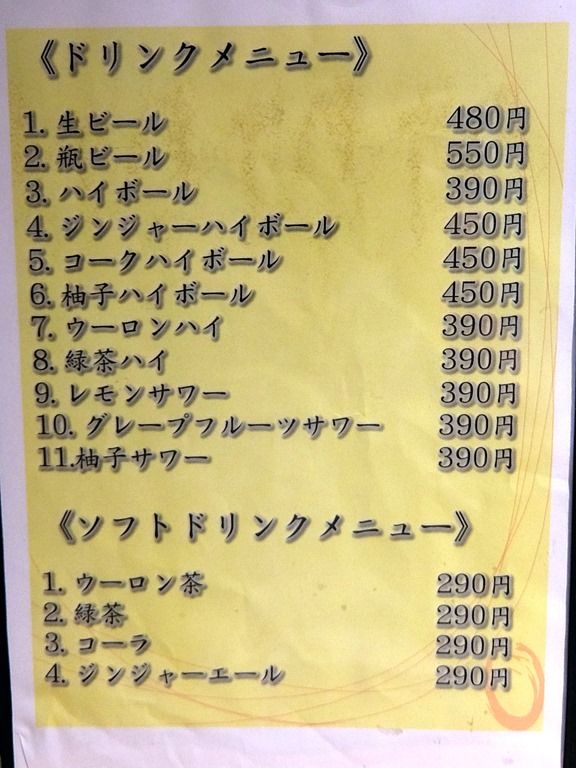 《ドリンクメニュー》
1. 生ビール 480円
2. 瓶ビール 550円
3. ハイボール 390円
4. ジンジャーハイボール 450円
5. コークハイボール 450円
6. 柚子ハイボール 450円
7. ウーロンハイ 390円
8. 緑茶ハイ 390円
9. レモンサワー 390円
10. グレープフルーツサワー 390円
11.柚子サワー 390円
《ソフトドリンクメニュー》
1. ウーロン茶 290円
2. 緑茶 290円
3. コーラ 290円
4. ジンジャーエール 290円